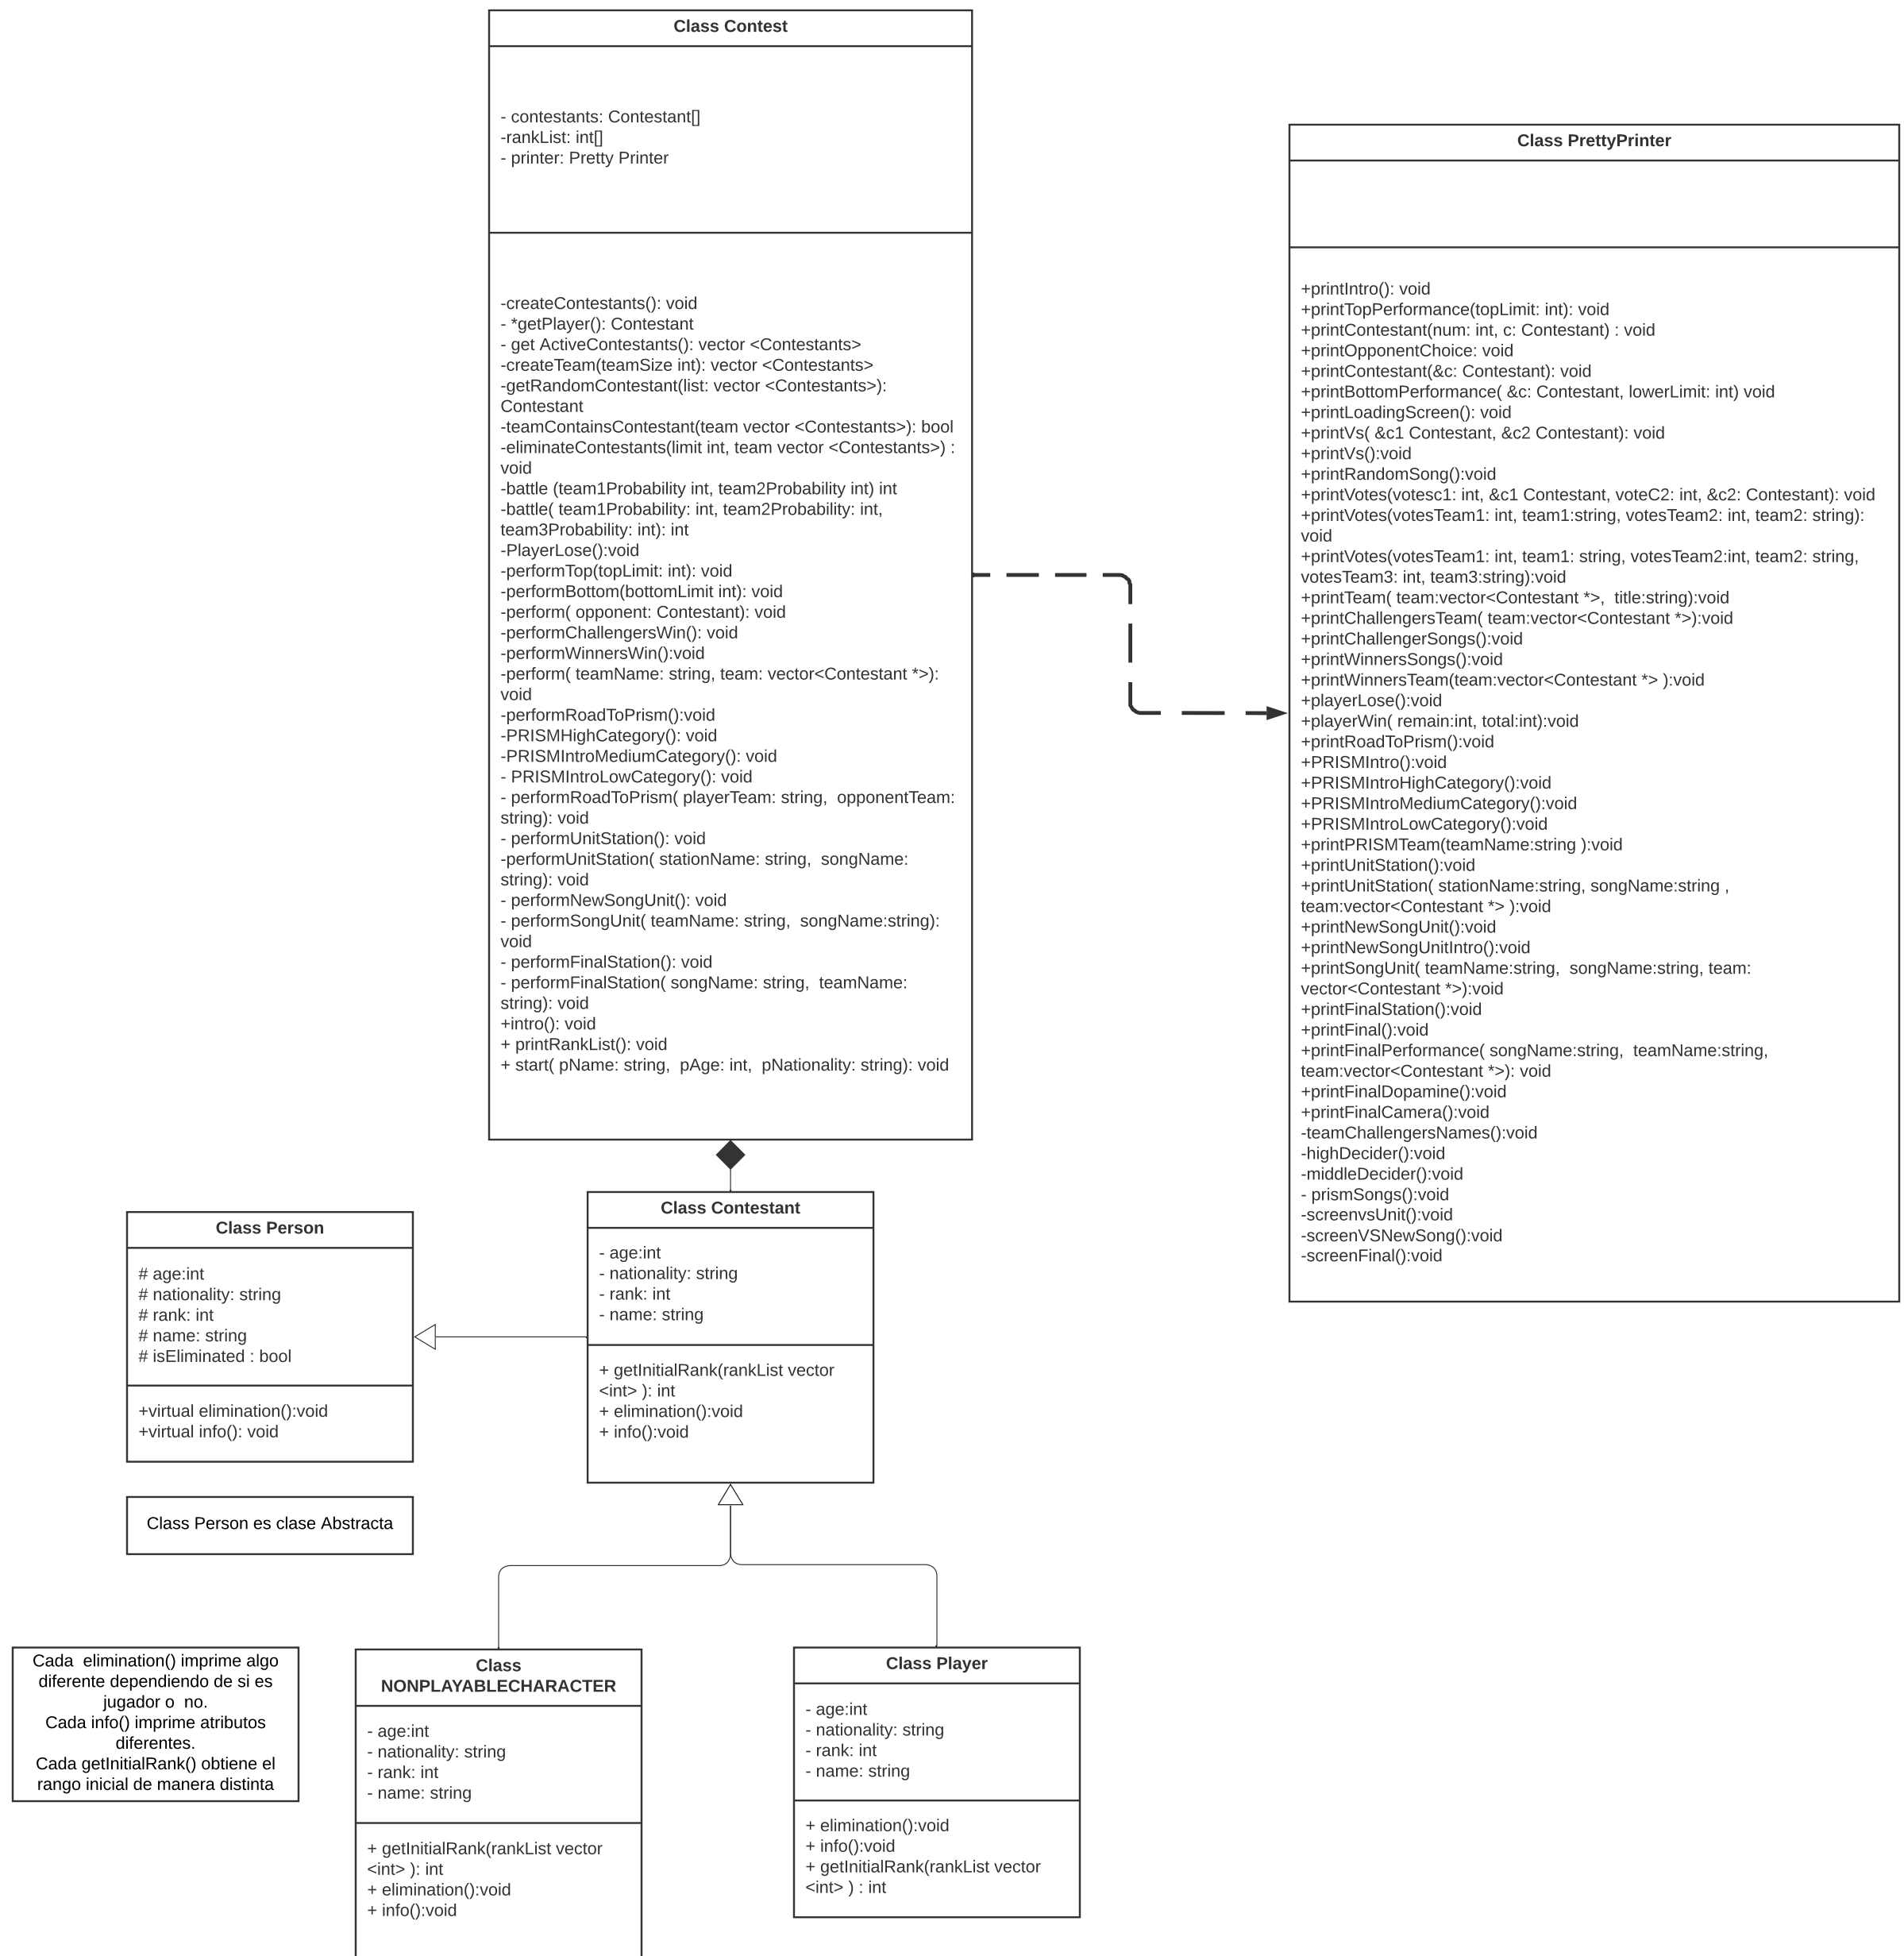 Class Contest
- contestants: Contestant[]
-rankList: int[]
- printer: Pretty Printer
-createContestants(): void
- *getPlayer(): Contestant
- get ActiveContestants(): vector <Contestants>
-createTeam(teamSize int): vector <Contestants>
-getRandomContestant(list: vector <Contestants>):
Contestant
-teamContainsContestant(team vector <Contestants>): bool
-eliminateContestants(limit int, team vector <Contestants>) :
void
-battle (team1Probability int, team2Probability int) int
-battle( team1Probability: int, team2Probability: int,
team3Probability: int): int
-PlayerLose():void
-performTop(topLimit: int): void
-performBottom(bottomLimit int): void
-perform( opponent: Contestant): void
-performChallengersWin(): void
-performWinnersWin():void
-perform( teamName: string, team: vector<Contestant *>):
void
-performRoadToPrism():void
-PRISMHighCategory(): void
-PRISMIntroMediumCategory(): void
- PRISMIntroLowCategory(): void
- performRoadToPrism( playerTeam: string,  opponentTeam:
string): void
- performUnitStation(): void
-performUnitStation( stationName: string,  songName:
string): void
- performNewSongUnit(): void
- performSongUnit( teamName: string,  songName:string):
void
- performFinalStation(): void
- performFinalStation( songName: string,  teamName:
string): void
+intro(): void
+ printRankList(): void
+ start( pName: string,  pAge: int,  pNationality: string): void
Class PrettyPrinter
+printIntro(): void
+printTopPerformance(topLimit: int): void
+printContestant(num: int, c: Contestant) : void
+printOpponentChoice: void
+printContestant(&c: Contestant): void
+printBottomPerformance( &c: Contestant, lowerLimit: int) void
+printLoadingScreen(): void
+printVs( &c1 Contestant, &c2 Contestant): void
+printVs():void
+printRandomSong():void
+printVotes(votesc1: int, &c1 Contestant, voteC2: int, &c2: Contestant): void
+printVotes(votesTeam1: int, team1:string, votesTeam2: int, team2: string):
void
+printVotes(votesTeam1: int, team1: string, votesTeam2:int, team2: string,
votesTeam3: int, team3:string):void
+printTeam( team:vector<Contestant *>,  title:string):void
+printChallengersTeam( team:vector<Contestant *>):void
+printChallengerSongs():void
+printWinnersSongs():void
+printWinnersTeam(team:vector<Contestant *> ):void
+playerLose():void
+playerWin( remain:int, total:int):void
+printRoadToPrism():void
+PRISMIntro():void
+PRISMIntroHighCategory():void
+PRISMIntroMediumCategory():void
+PRISMIntroLowCategory():void
+printPRISMTeam(teamName:string ):void
+printUnitStation():void
+printUnitStation( stationName:string, songName:string ,
team:vector<Contestant *> ):void
+printNewSongUnit():void
+printNewSongUnitIntro():void
+printSongUnit( teamName:string,  songName:string, team:
vector<Contestant *>):void
+printFinalStation():void
+printFinal():void
+printFinalPerformance( songName:string,  teamName:string,
team:vector<Contestant *>): void
+printFinalDopamine():void
+printFinalCamera():void
-teamChallengersNames():void
-highDecider():void
-middleDecider():void
- prismSongs():void
-screenvsUnit():void
-screenVSNewSong():void
-screenFinal():void
Class Person
# age:int
# nationality: string
# rank: int
# name: string
# isEliminated : bool
+virtual elimination():void
+virtual info(): void
Class Contestant
- age:int
- nationality: string
- rank: int
- name: string
+ getInitialRank(rankList vector
<int> ): int
+ elimination():void
+ info():void
Class Person es clase Abstracta
Cada  elimination() imprime algo
diferente dependiendo de si es
jugador o  no.
Cada info() imprime atributos
diferentes.
Cada getInitialRank() obtiene el
rango inicial de manera distinta
Class
NONPLAYABLECHARACTER
- age:int
- nationality: string
- rank: int
- name: string
+ getInitialRank(rankList vector
<int> ): int
+ elimination():void
+ info():void
Class Player
- age:int
- nationality: string
- rank: int
- name: string
+ elimination():void
+ info():void
+ getInitialRank(rankList vector
<int> ) : int